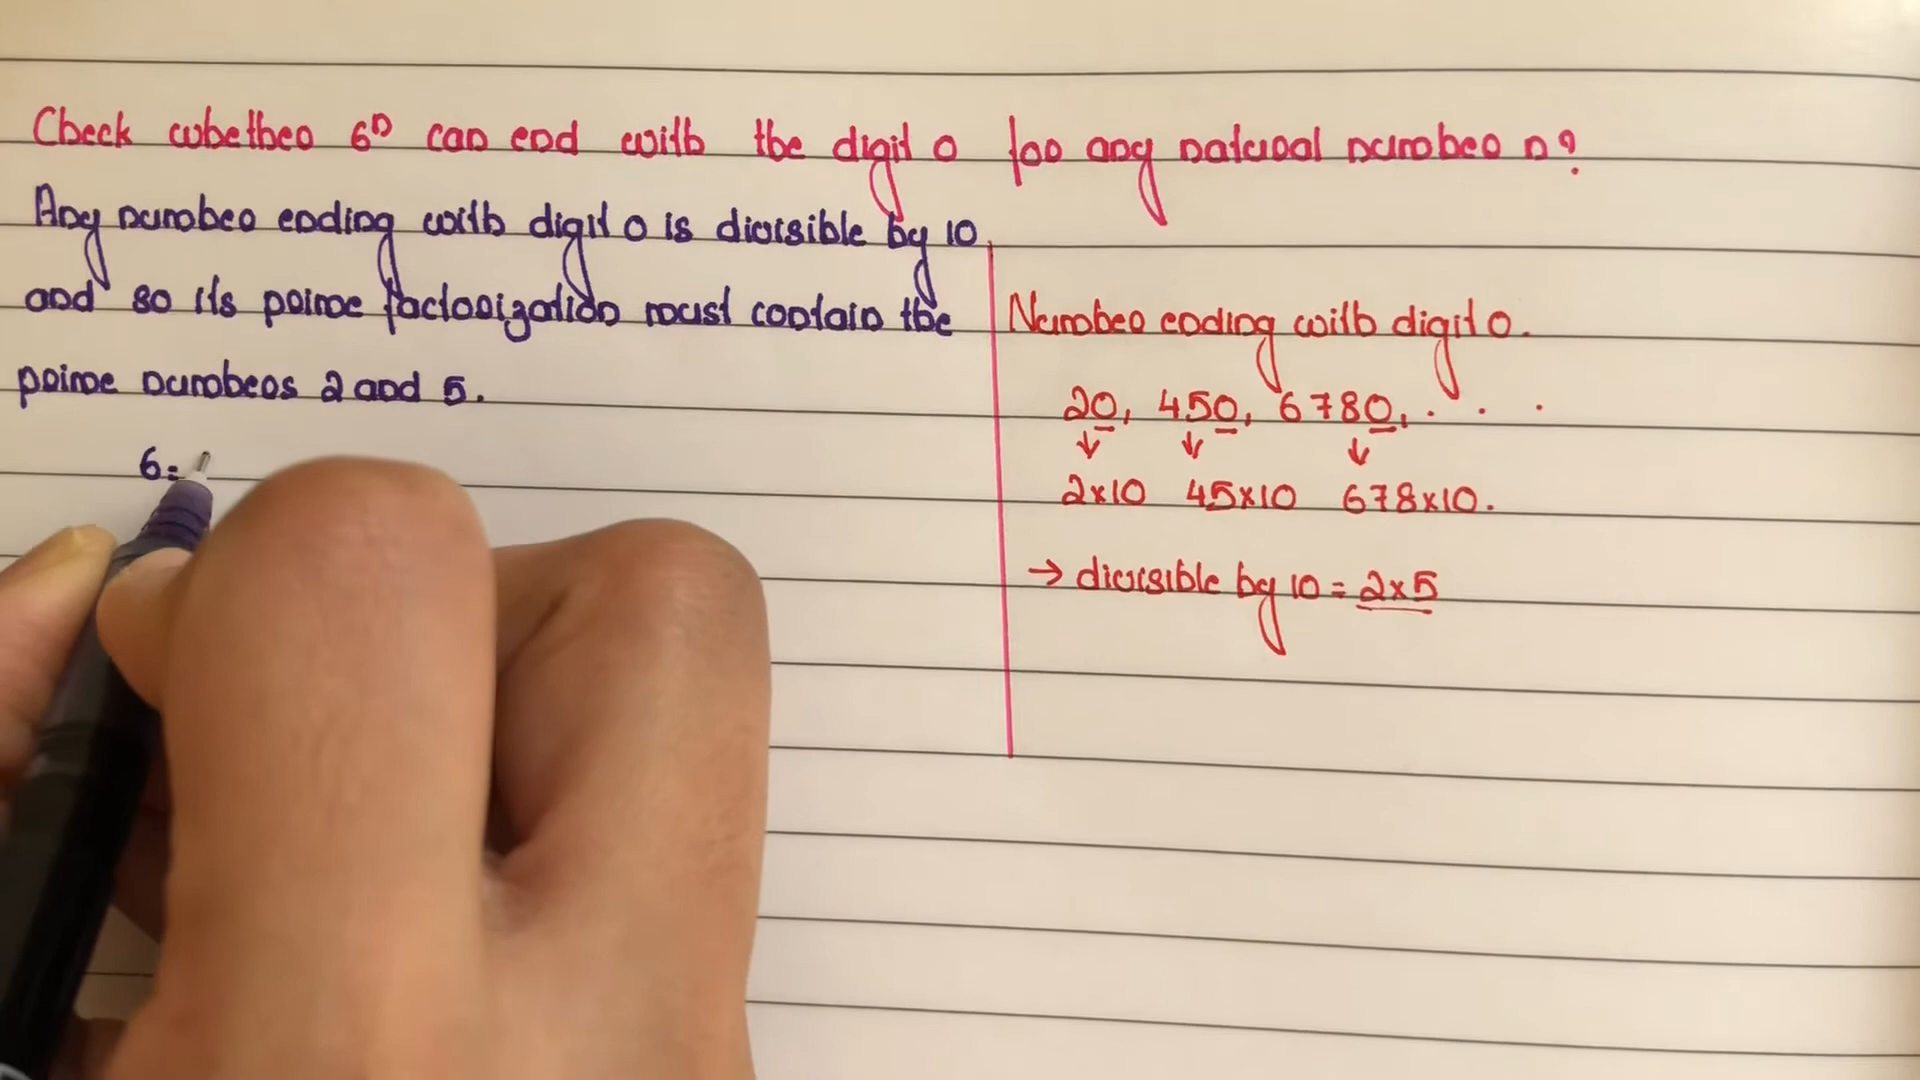 Check whether 6ⁿ can end with the digit 0 for any natural number n?
Any number ending with digit 0 is divisible by 10
and so its prime factorization must contain the
prime numbers 2 and 5.
6=
Number ending with digit 0.
20, 450, 6780, . . .
↓ ↓ ↓
2×10 45×10 678×10.
→ divisible by 10 = 2×5